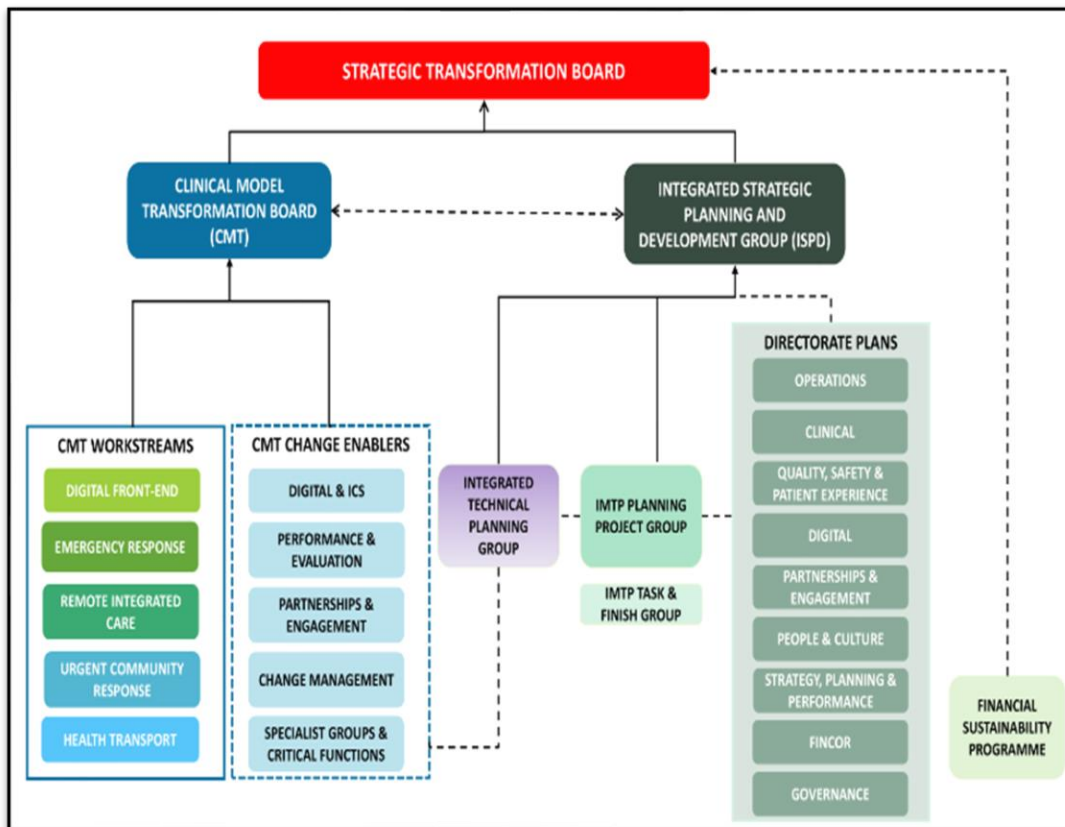 STRATEGIC TRANSFORMATION BOARD
CLINICAL MODEL
TRANSFORMATION BOARD
(CMT)
INTEGRATED STRATEGIC
PLANNING AND
DEVELOPMENT GROUP (ISPD)
CMT WORKSTREAMS
DIGITAL FRONT-END
EMERGENCY RESPONSE
REMOTE INTEGRATED
CARE
URGENT COMMUNITY
RESPONSE
HEALTH TRANSPORT
CMT CHANGE ENABLERS
DIGITAL & ICS
PERFORMANCE &
EVALUATION
PARTNERSHIPS &
ENGAGEMENT
CHANGE MANAGEMENT
SPECIALIST GROUPS &
CRITICAL FUNCTIONS
INTEGRATED
TECHNICAL
PLANNING
GROUP
IMTP PLANNING
PROJECT GROUP
IMTP TASK &
FINISH GROUP
DIRECTORATE PLANS
OPERATIONS
CLINICAL
QUALITY, SAFETY &
PATIENT EXPERIENCE
DIGITAL
PARTNERSHIPS &
ENGAGEMENT
PEOPLE & CULTURE
STRATEGY, PLANNING &
PERFORMANCE
FINCOR
GOVERNANCE
FINANCIAL
SUSTAINABILITY
PROGRAMME